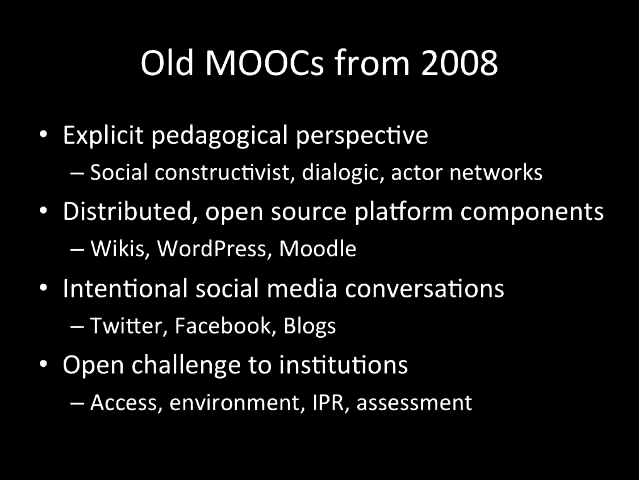 Old MOOCs from 2008
• Explicit pedagogical perspective
– Social constructivist, dialogic, actor networks
• Distributed, open source platform components
– Wikis, WordPress, Moodle
• Intentional social media conversations
– Twitter, Facebook, Blogs
• Open challenge to institutions
– Access, environment, IPR, assessment